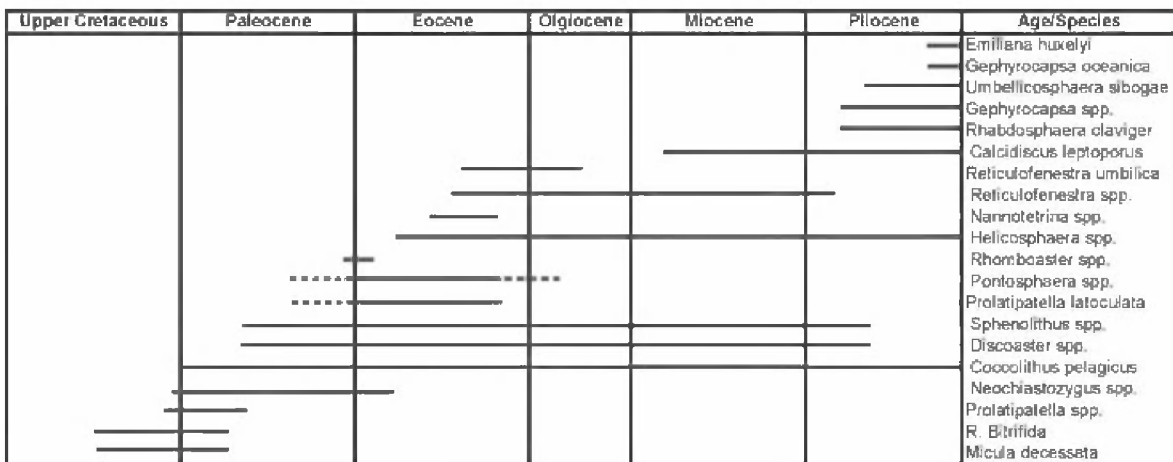 Upper Cretaceous Paleocene Eocene Olgiocene Miocene Pliocene Age/Species
Emiliana huxelyi
Gephyrocapsa oceanica
Umbellicosphaera sibogae
Gephyrocapsa spp.
Rhabdosphaera claviger
Calcidiscus leptoporus
Reticulofenestra umbilica
Reticulofenestra spp.
Nannotetrina spp.
Helicosphaera spp.
Rhomboaster spp.
Pontosphaera spp.
Prolatipatella latoculata
Sphenolithus spp.
Discoaster spp.
Coccolithus pelagicus
Neochiastozygus spp.
Prolatipatella spp.
R. Bitrifida
Micula decessata